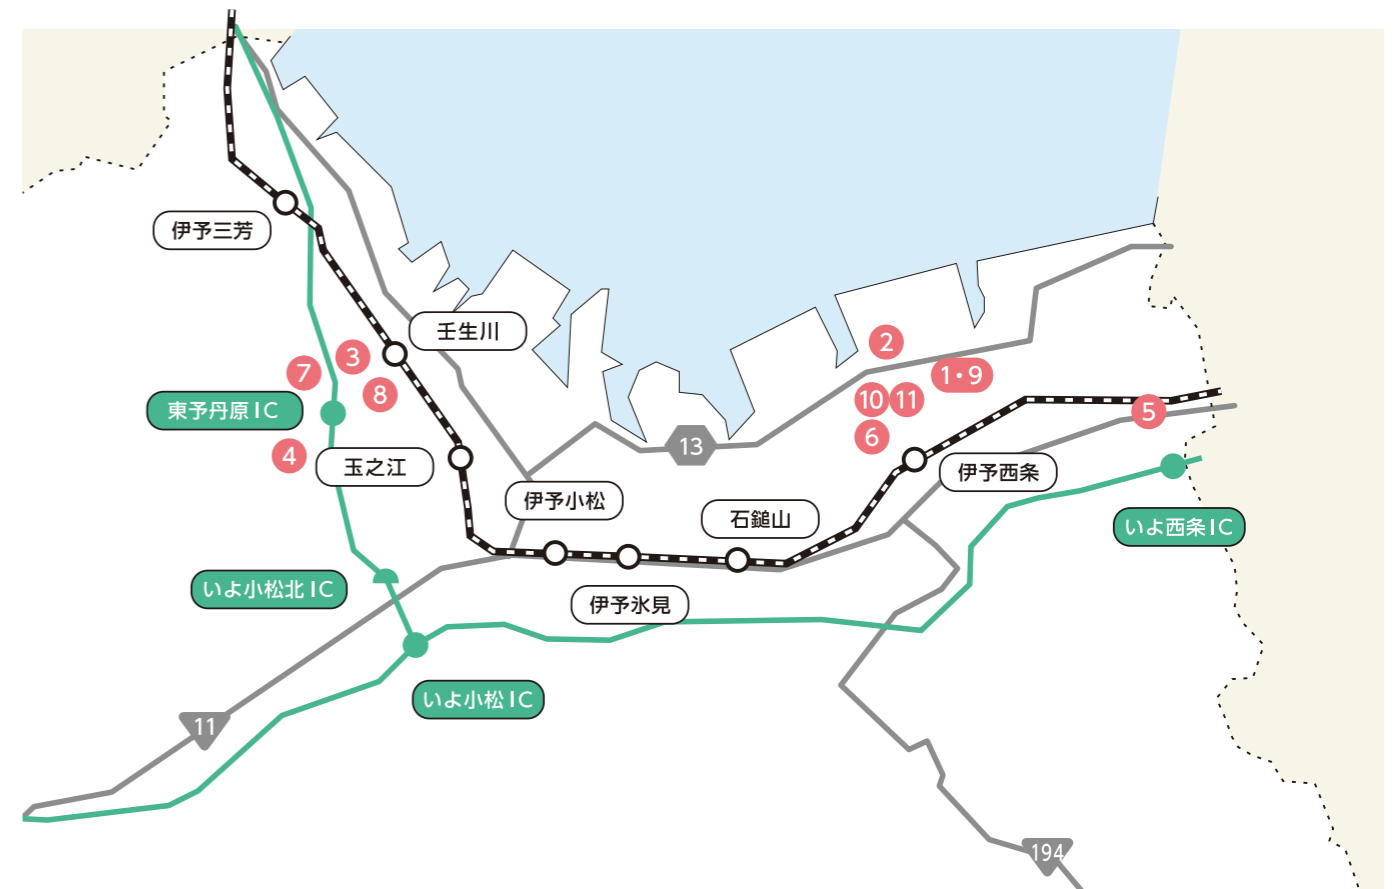 伊予三芳
壬生川
2
3
7
1・9
8
10
11
東予丹原IC
5
6
13
4
玉之江
伊予西条
伊予小松
石鎚山
いよ西条IC
いよ小松北IC
伊予氷見
いよ小松IC
11
194